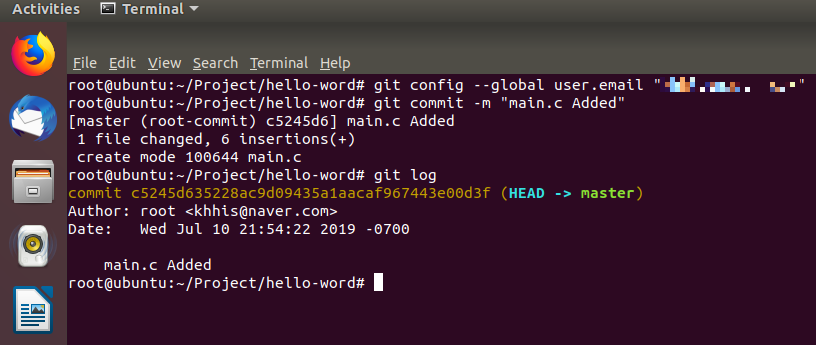 Activities Terminal
File Edit View Search Terminal Help
root@ubuntu:~/Project/hello-word# git config --global user.email " "
root@ubuntu:~/Project/hello-word# git commit -m "main.c Added"
[master (root-commit) c5245d6] main.c Added
 1 file changed, 6 insertions(+)
 create mode 100644 main.c
root@ubuntu:~/Project/hello-word# git log
commit c5245d635228ac9d09435a1aacaf967443e00d3f (HEAD -> master)
Author: root <khhis@naver.com>
Date:   Wed Jul 10 21:54:22 2019 -0700
    main.c Added
root@ubuntu:~/Project/hello-word#